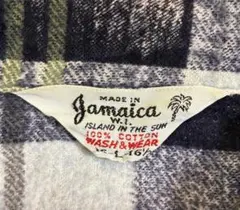 MADE IN
Jamaica
W.I.
ISLAND IN THE SUN
100% COTTON
WASH & WEAR
L